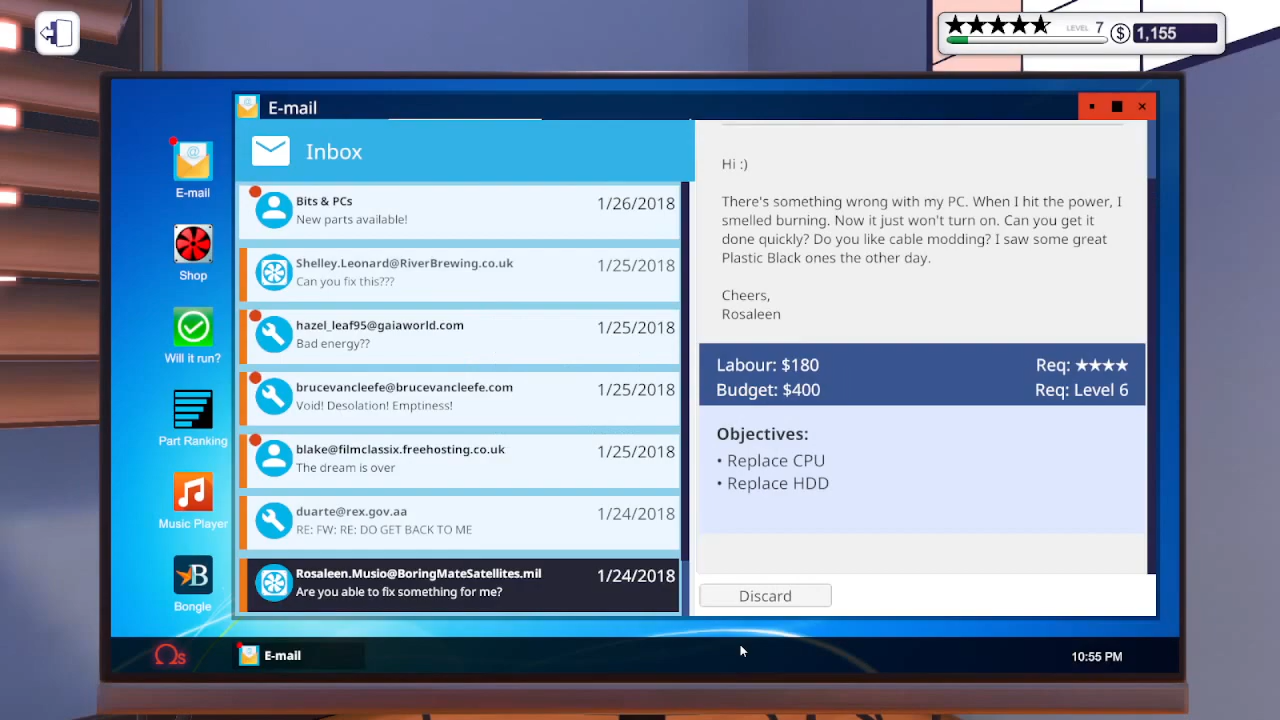 LEVEL 7
$ 1,155
E-mail
Inbox
Bits & PCs
1/26/2018
New parts available!
Shelley.Leonard@RiverBrewing.co.uk
1/25/2018
Can you fix this???
hazel_leaf95@gaiaworld.com
1/25/2018
Bad energy??
brucevancleefe@brucevancleefe.com
1/25/2018
Void! Desolation! Emptiness!
blake@filmclassix.freehosting.co.uk
1/25/2018
The dream is over
duarte@rex.gov.aa
1/24/2018
RE: FW: RE: DO GET BACK TO ME
Rosaleen.Musio@BoringMateSatellites.mil
1/24/2018
Are you able to fix something for me?
Hi :)
There's something wrong with my PC. When I hit the power, I
smelled burning. Now it just won't turn on. Can you get it
done quickly? Do you like cable modding? I saw some great
Plastic Black ones the other day.
Cheers,
Rosaleen
Labour: $180
Req: ★★★★
Budget: $400
Req: Level 6
Objectives:
• Replace CPU
• Replace HDD
Discard
E-mail
Shop
Will it run?
Part Ranking
Music Player
B
Bongle
Ωs
E-mail
10:55 PM